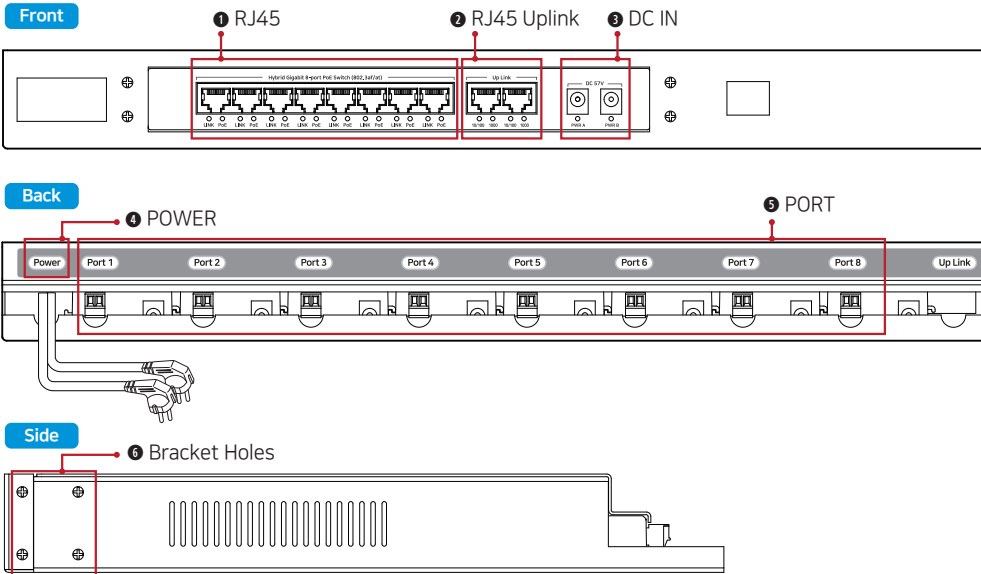 Front
❶ RJ45
❷ RJ45 Uplink
❸ DC IN
Hybrid Gigabit 8-port PoE Switch (802.3af/at)
Up Link
DC 57V
LINK PoE LINK PoE LINK PoE LINK PoE LINK PoE LINK PoE LINK PoE LINK PoE
10/100 1000 10/100 1000
PWR A PWR B
Back
❹ POWER
❺ PORT
Power Port 1 Port 2 Port 3 Port 4 Port 5 Port 6 Port 7 Port 8 Up Link
Side
❻ Bracket Holes